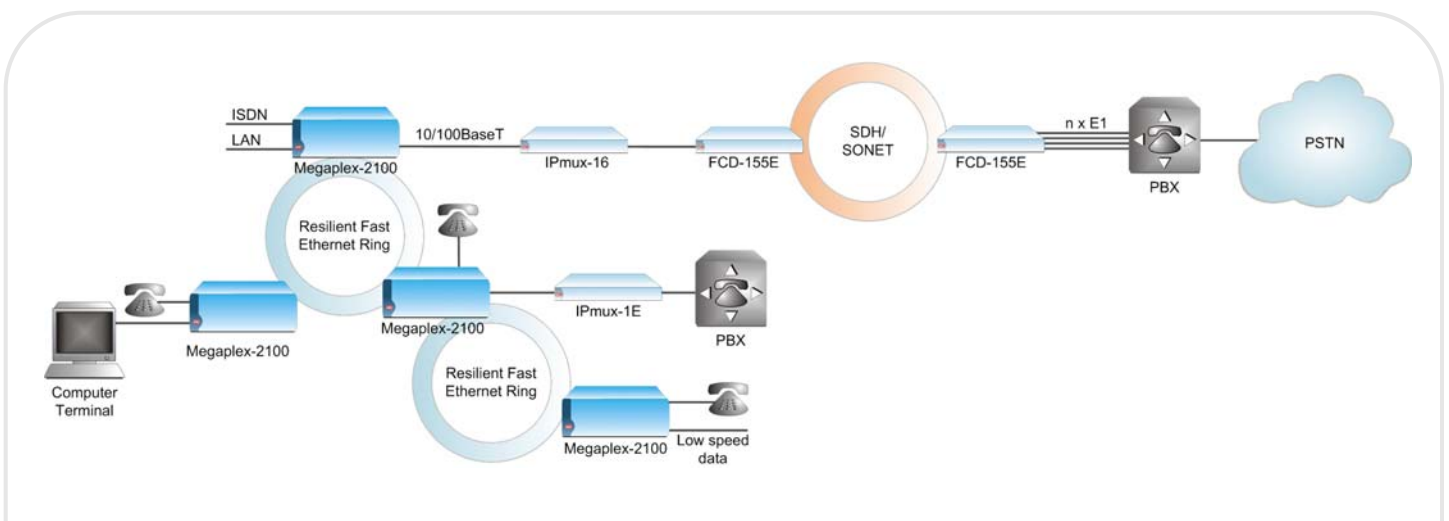 ISDN
LAN
Megaplex-2100
10/100BaseT
IPmux-16
FCD-155E
SDH/
SONET
FCD-155E
n x E1
PBX
PSTN
Resilient Fast
Ethernet Ring
Megaplex-2100
Computer
Terminal
Megaplex-2100
IPmux-1E
PBX
Resilient Fast
Ethernet Ring
Megaplex-2100
Low speed
data